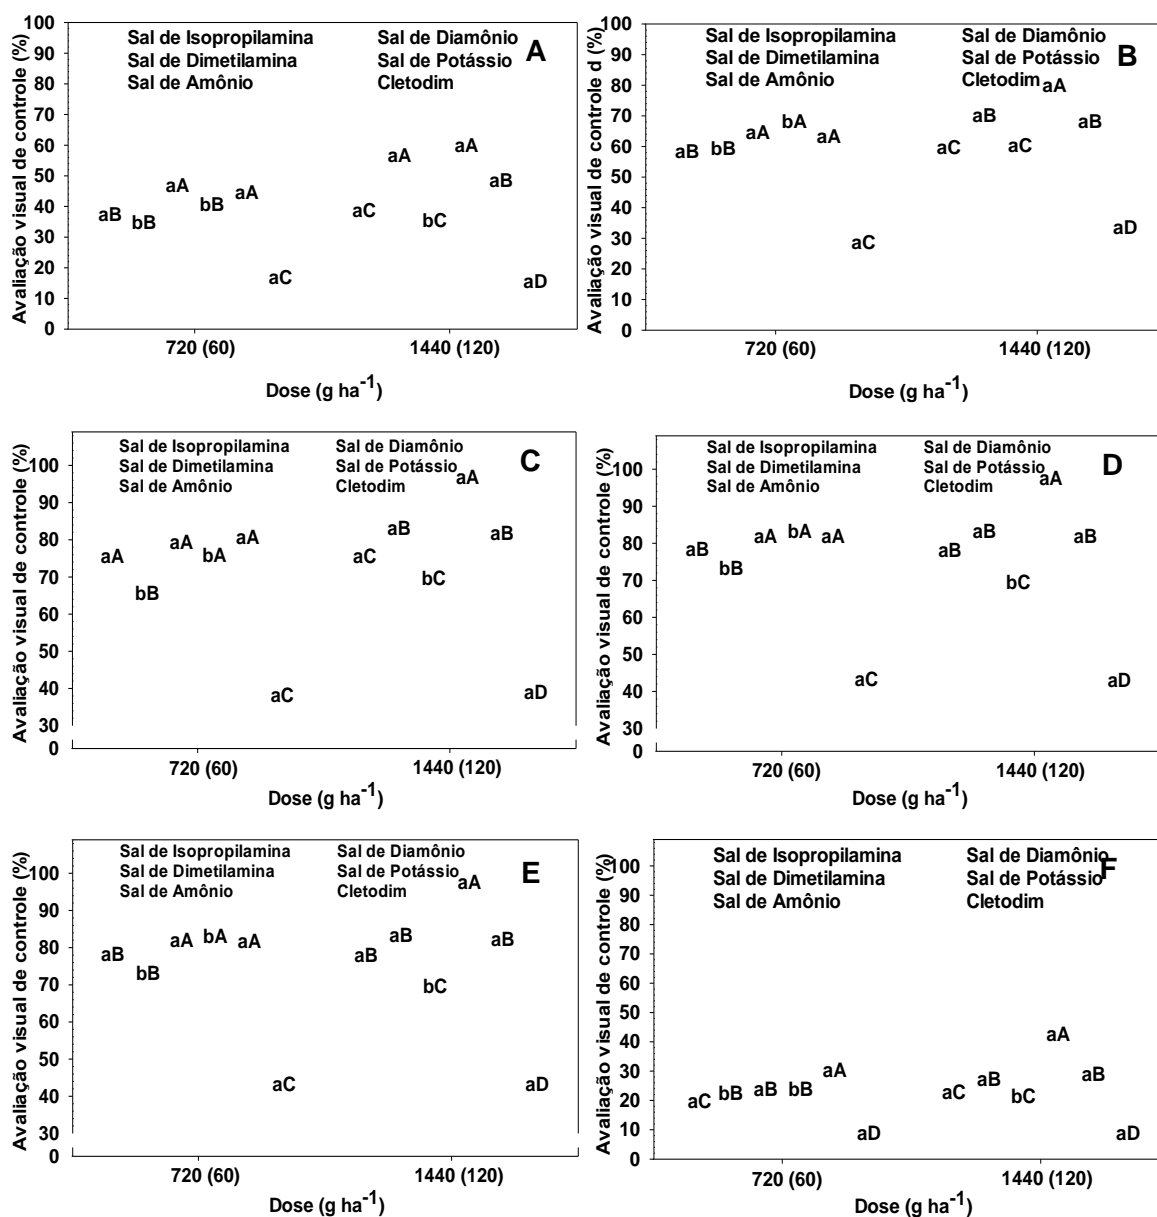 Avaliação visual de controle (%)
100
90
80
70
60
50
40
30
20
10
0
Sal de Isopropilamina
Sal de Dimetilamina
Sal de Amônio
Sal de Diamônio
Sal de Potássio
Cletodim
A
aB
bB
aA
bB
aA
aC
aC
aA
bC
aA
aB
aD
720 (60)
1440 (120)
Dose (g ha-1)
Avaliação visual de controle d (%)
100
90
80
70
60
50
40
30
20
10
0
Sal de Isopropilamina
Sal de Dimetilamina
Sal de Amônio
Sal de Diamônio
Sal de Potássio
Cletodim
B
aB
bB
aA
bA
aA
aC
aC
aB
aC
aA
aB
aD
720 (60)
1440 (120)
Dose (g ha-1)
Avaliação visual de controle (%)
100
90
80
70
60
50
40
30
0
Sal de Isopropilamina
Sal de Dimetilamina
Sal de Amônio
Sal de Diamônio
Sal de Potássio
Cletodim
C
aA
bB
aA
bA
aA
aC
aC
aB
bC
aA
aB
aD
720 (60)
1440 (120)
Dose (g ha-1)
Avaliação visual de controle (%)
100
90
80
70
60
50
40
30
0
Sal de Isopropilamina
Sal de Dimetilamina
Sal de Amônio
Sal de Diamônio
Sal de Potássio
Cletodim
D
aB
bB
aA
bA
aA
aC
aB
aB
bC
aA
aB
aD
720 (60)
1440 (120)
Dose (g ha-1)
Avaliação visual de controle (%)
100
90
80
70
60
50
40
30
0
Sal de Isopropilamina
Sal de Dimetilamina
Sal de Amônio
Sal de Diamônio
Sal de Potássio
Cletodim
E
aB
bB
aA
bA
aA
aC
aB
aB
bC
aA
aB
aD
720 (60)
1440 (120)
Dose (g ha-1)
Avaliação visual de controle (%)
100
90
80
70
60
50
40
30
20
10
0
Sal de Isopropilamina
Sal de Dimetilamina
Sal de Amônio
Sal de Diamônio
Sal de Potássio
Cletodim
F
aC
bB
aB
bB
aA
aD
aC
aB
bC
aA
aB
aD
720 (60)
1440 (120)
Dose (g ha-1)